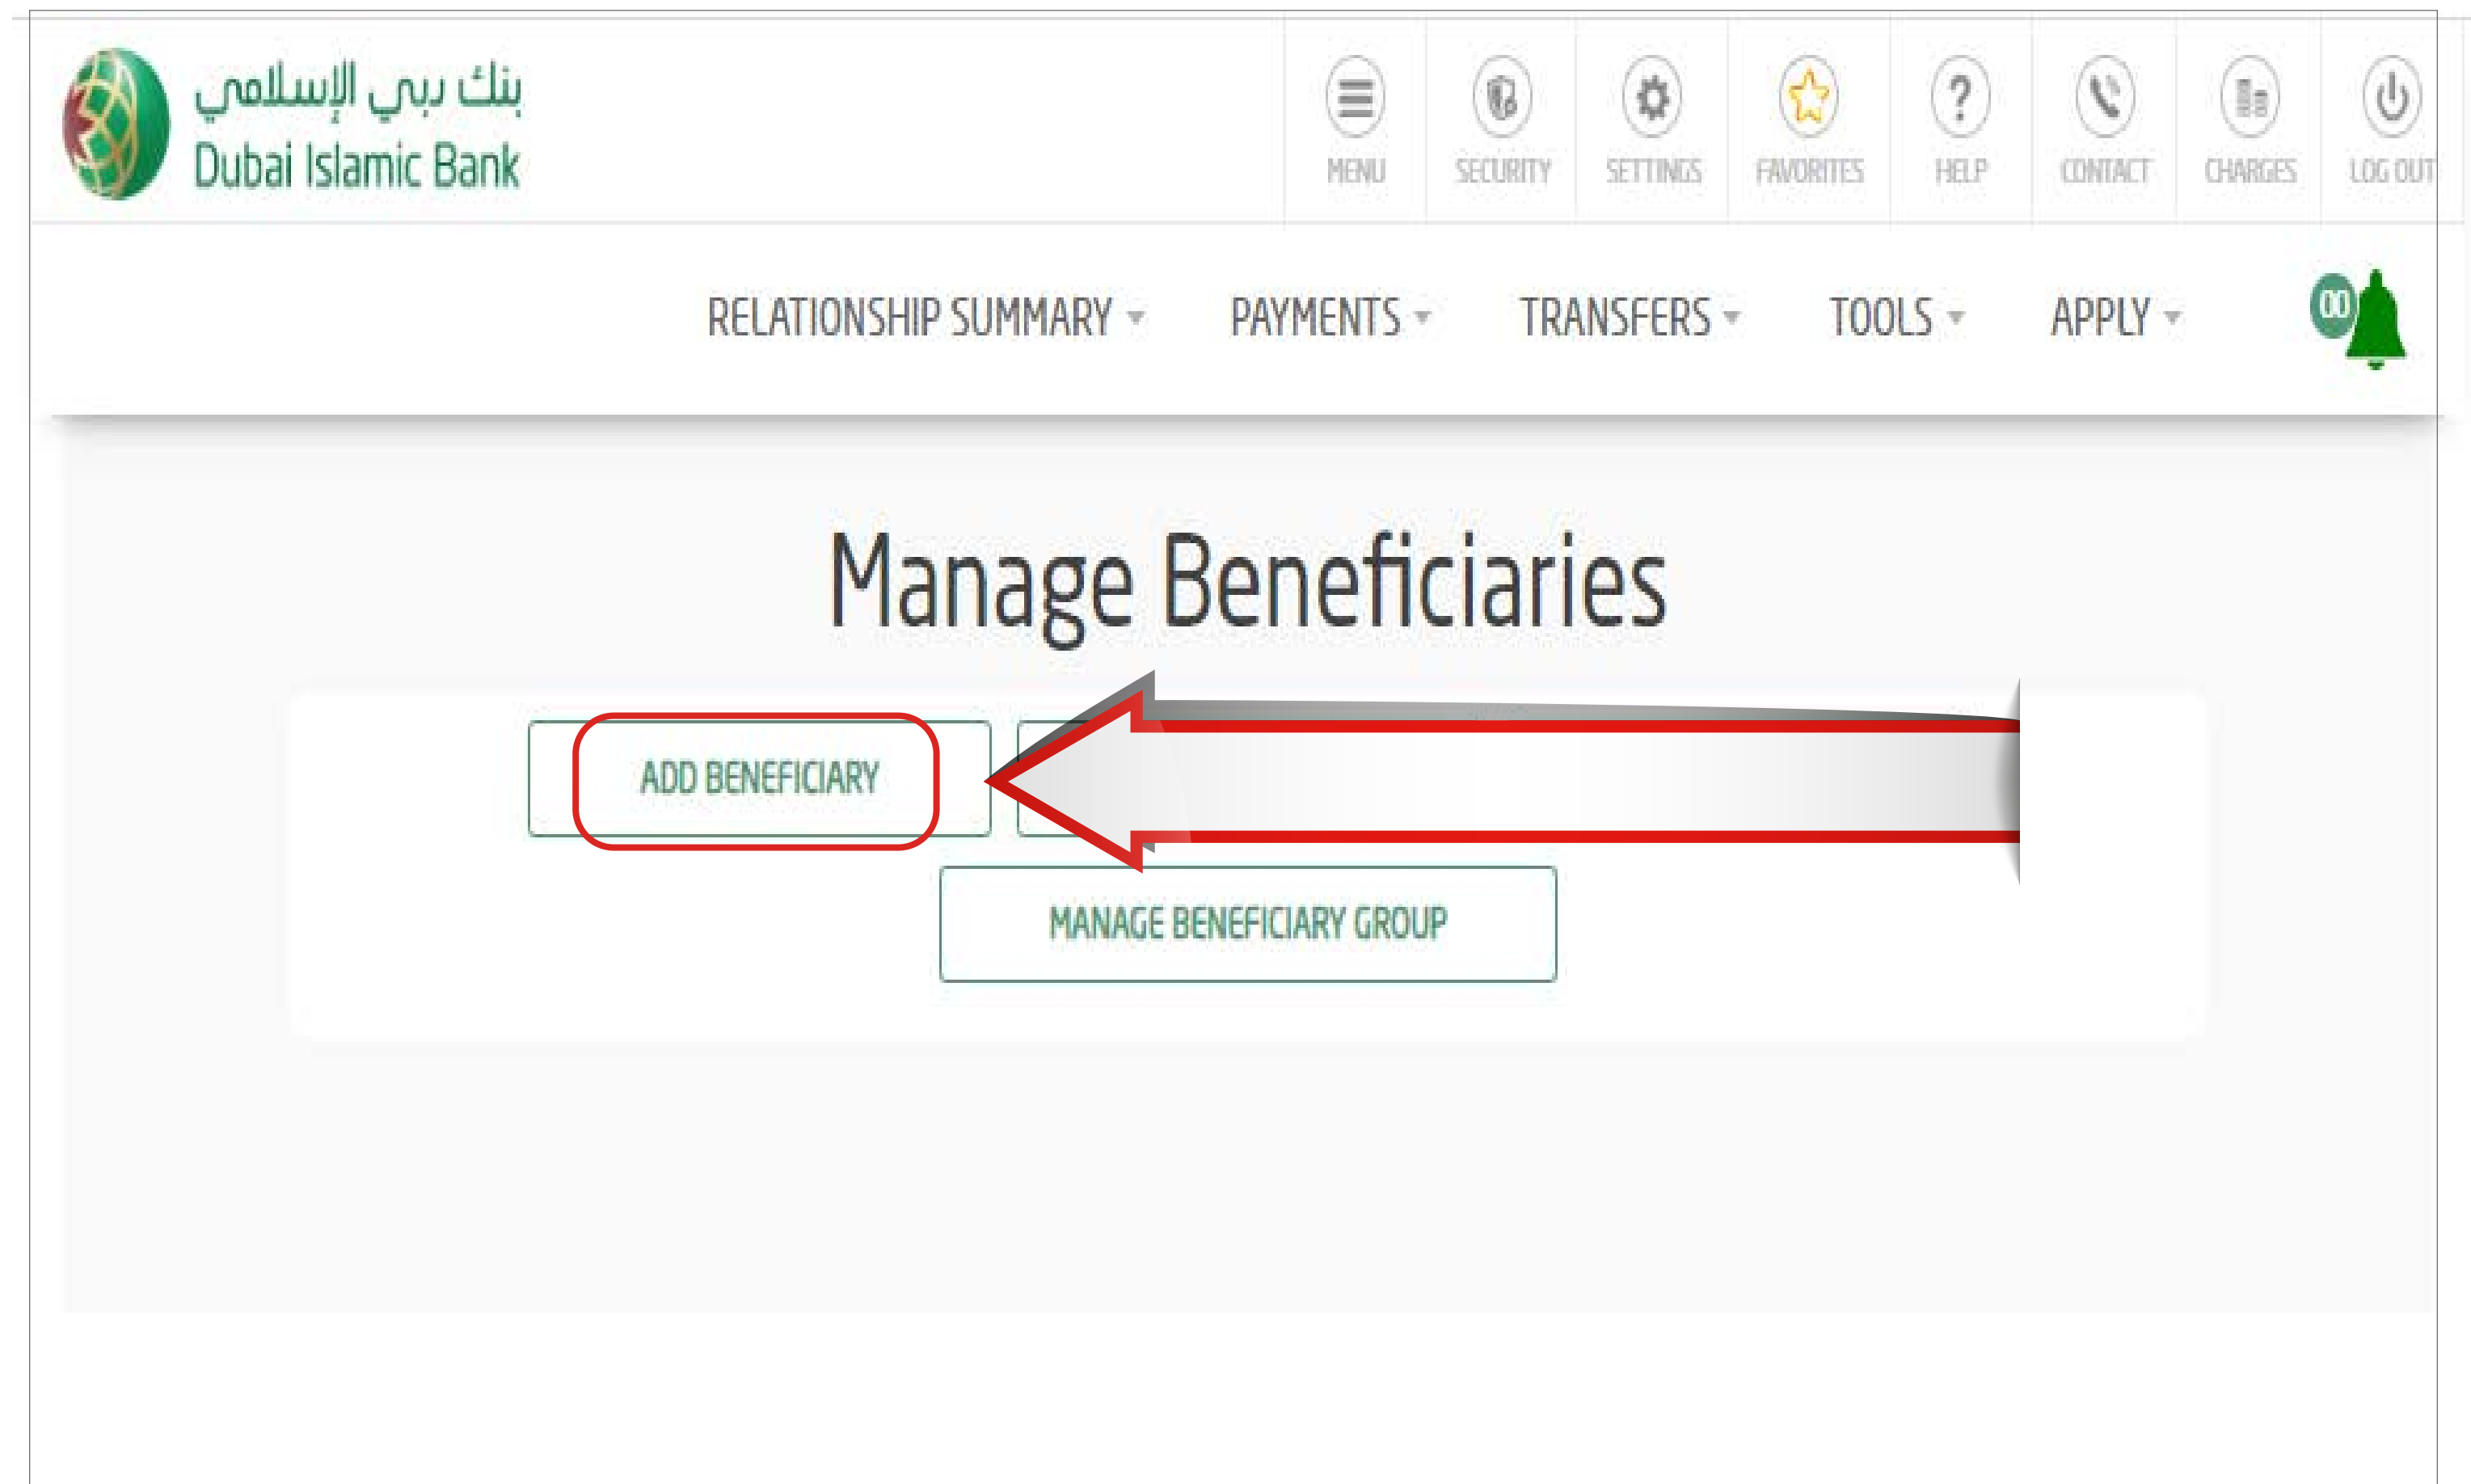 بنك دبي الإسلامي
Dubai Islamic Bank
MENU SECURITY SETTINGS FAVORITES HELP CONTACT CHARGES LOG OUT
RELATIONSHIP SUMMARY PAYMENTS TRANSFERS TOOLS APPLY 00
Manage Beneficiaries
ADD BENEFICIARY
MANAGE BENEFICIARY GROUP